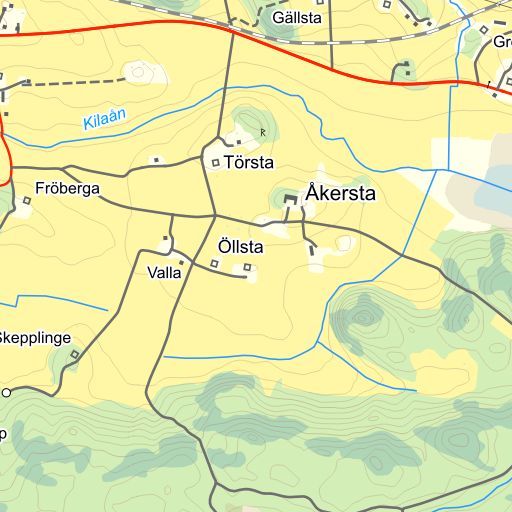 Gällsta
Gr
Kilaån
Törsta
Fröberga
Åkersta
Öllsta
Valla
Skepplinge
p